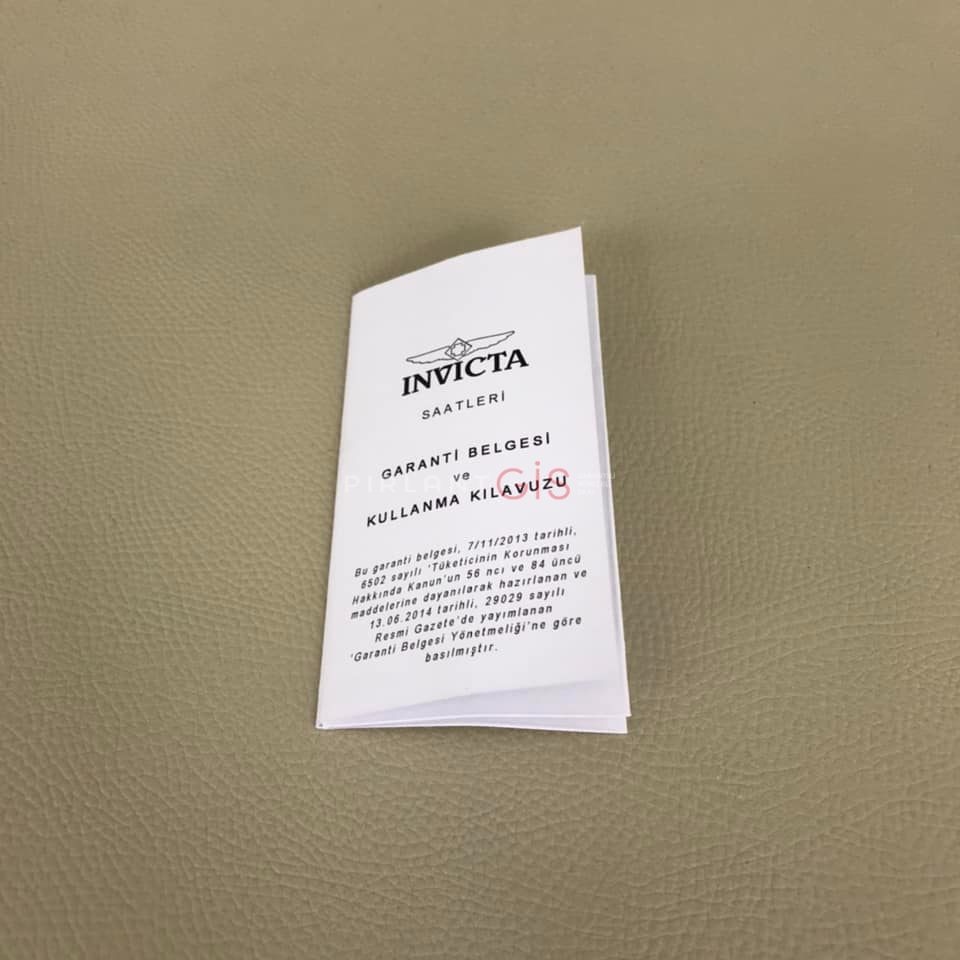 INVICTA
SAATLERİ
GARANTİ BELGESİ
ve
KULLANMA KILAVUZU
PIRLANT GİS
Bu garanti belgesi, 7/11/2013 tarihli,
6502 sayılı 'Tüketicinin Korunması
Hakkında Kanun'un 56 ncı ve 84 üncü
maddelerine dayanılarak hazırlanan ve
13.06.2014 tarihli, 29029 sayılı
Resmi Gazete'de yayımlanan
'Garanti Belgesi Yönetmeliği'ne göre
basılmıştır.